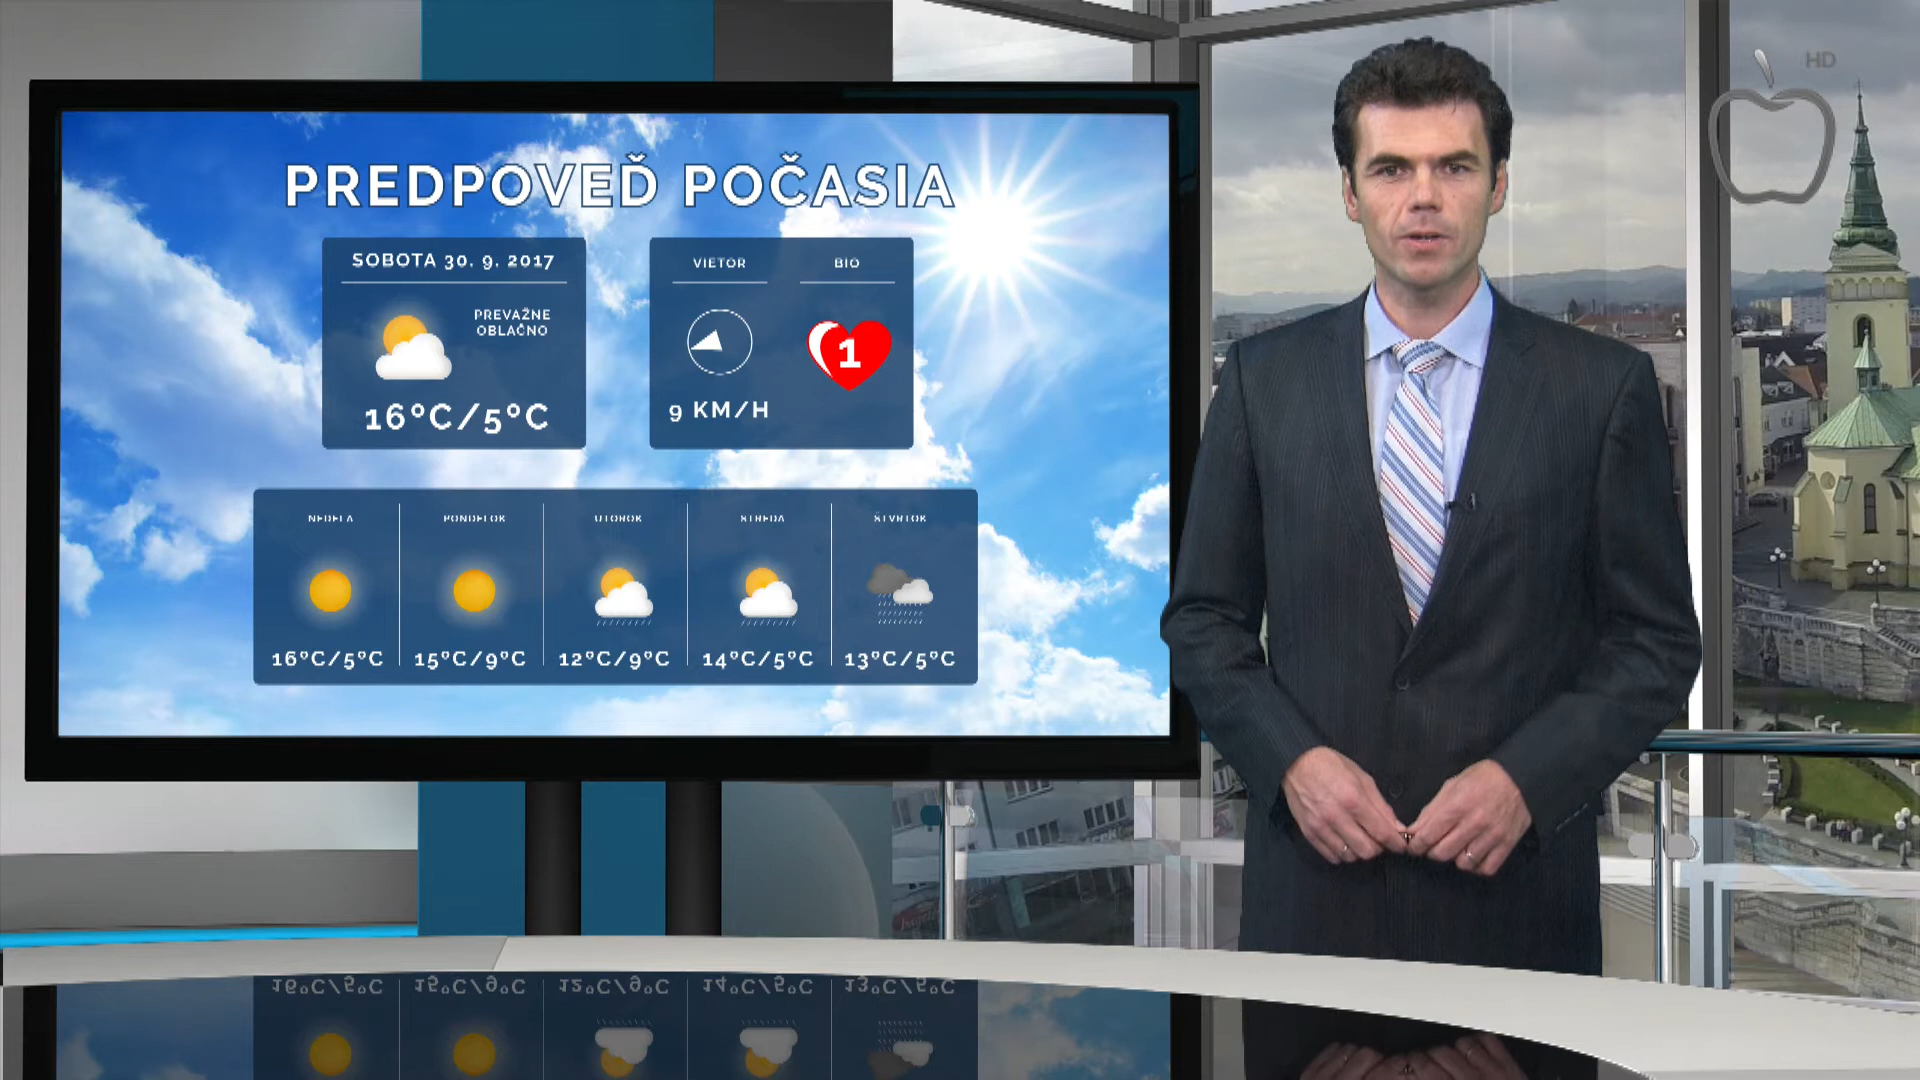 HD
PREDPOVEĎ POČASIA
SOBOTA 30. 9. 2017
PREVAŽNE
OBLAČNO
16°C/5°C
VIETOR
BIO
1
9 KM/H
NEDEĽA
PONDELOK
UTOROK
STREDA
ŠTVRTOK
16°C/5°C
15°C/9°C
12°C/9°C
14°C/5°C
13°C/5°C